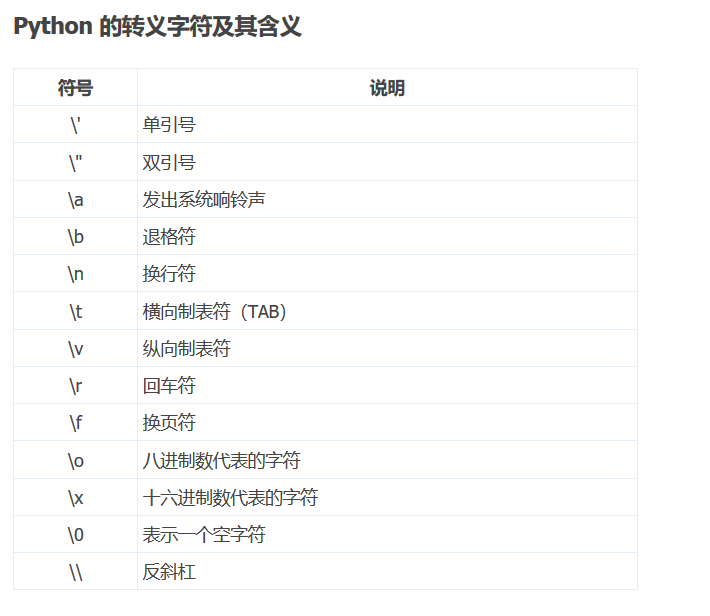 Python 的转义字符及其含义
符号 说明
\' 单引号
\" 双引号
\a 发出系统响铃声
\b 退格符
\n 换行符
\t 横向制表符（TAB）
\v 纵向制表符
\r 回车符
\f 换页符
\o 八进制数代表的字符
\x 十六进制数代表的字符
\0 表示一个空字符
\\ 反斜杠